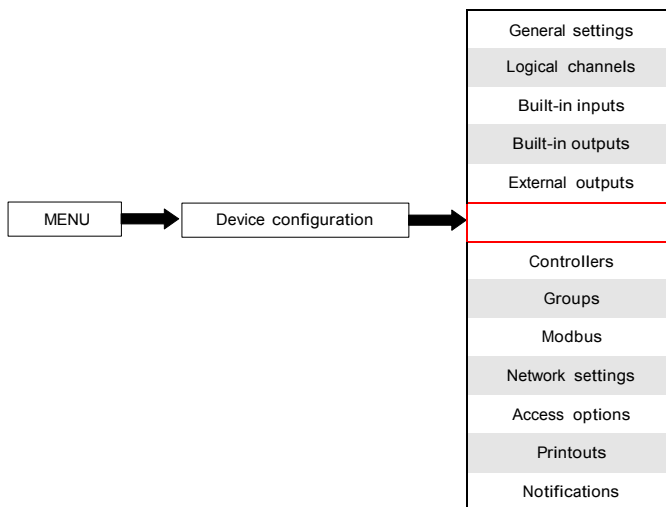 General settings
Logical channels
Built-in inputs
Built-in outputs
External outputs
MENU
Device configuration
Controllers
Groups
Modbus
Network settings
Access options
Printouts
Notifications